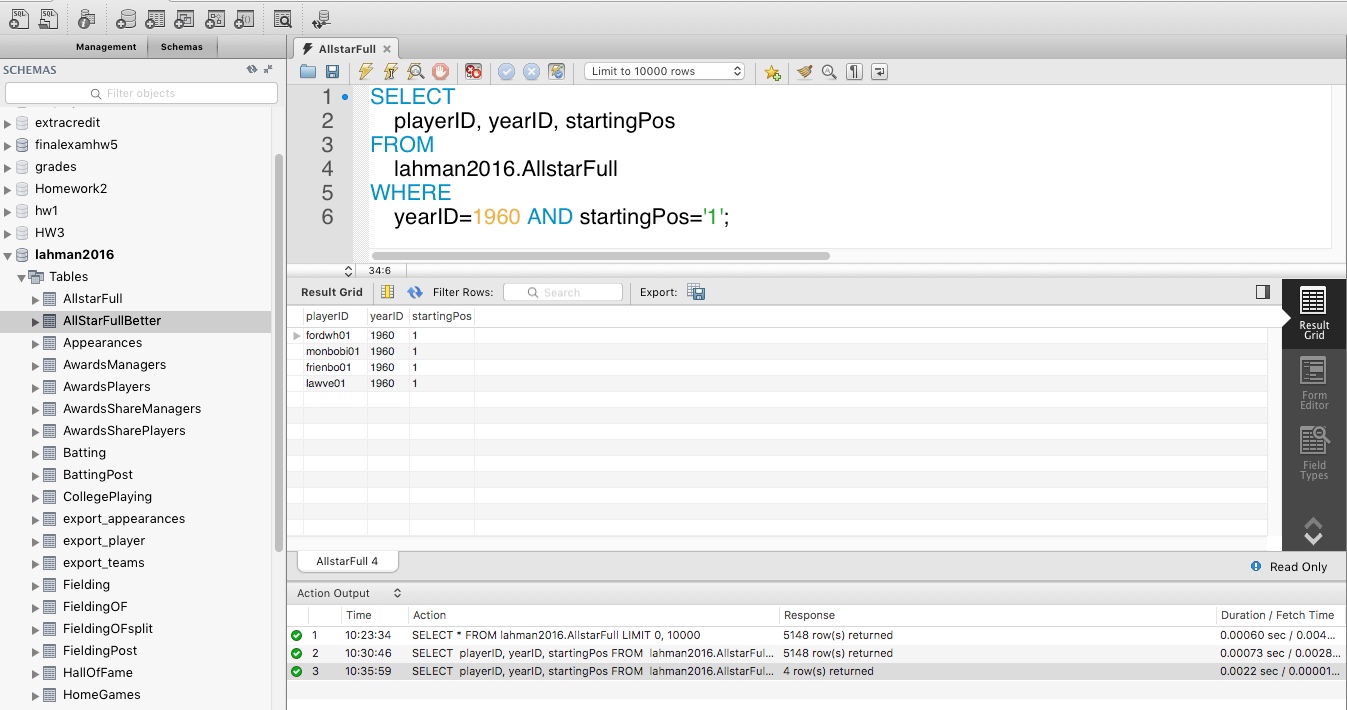 SQL SQL
Management Schemas
SCHEMAS
Filter objects
extracredit
finalexamhw5
grades
Homework2
hw1
HW3
lahman2016
Tables
AllstarFull
AllStarFullBetter
Appearances
AwardsManagers
AwardsPlayers
AwardsShareManagers
AwardsSharePlayers
Batting
BattingPost
CollegePlaying
export_appearances
export_player
export_teams
Fielding
FieldingOF
FieldingOFsplit
FieldingPost
HallOfFame
HomeGames
AllstarFull
Limit to 10000 rows
1 SELECT
2 playerID, yearID, startingPos
3 FROM
4 lahman2016.AllstarFull
5 WHERE
6 yearID=1960 AND startingPos='1';
34:6
Result Grid Filter Rows: Search Export:
playerID yearID startingPos
fordwh01 1960 1
monbobi01 1960 1
frienbo01 1960 1
lawve01 1960 1
Result
Grid
Form
Editor
Field
Types
AllstarFull 4
Read Only
Action Output
Time Action Response Duration / Fetch Time
1 10:23:34 SELECT * FROM lahman2016.AllstarFull LIMIT 0, 10000 5148 row(s) returned 0.00060 sec / 0.004...
2 10:30:46 SELECT playerID, yearID, startingPos FROM lahman2016.AllstarFul... 5148 row(s) returned 0.00073 sec / 0.0028...
3 10:35:59 SELECT playerID, yearID, startingPos FROM lahman2016.AllstarFul... 4 row(s) returned 0.0022 sec / 0.00001...